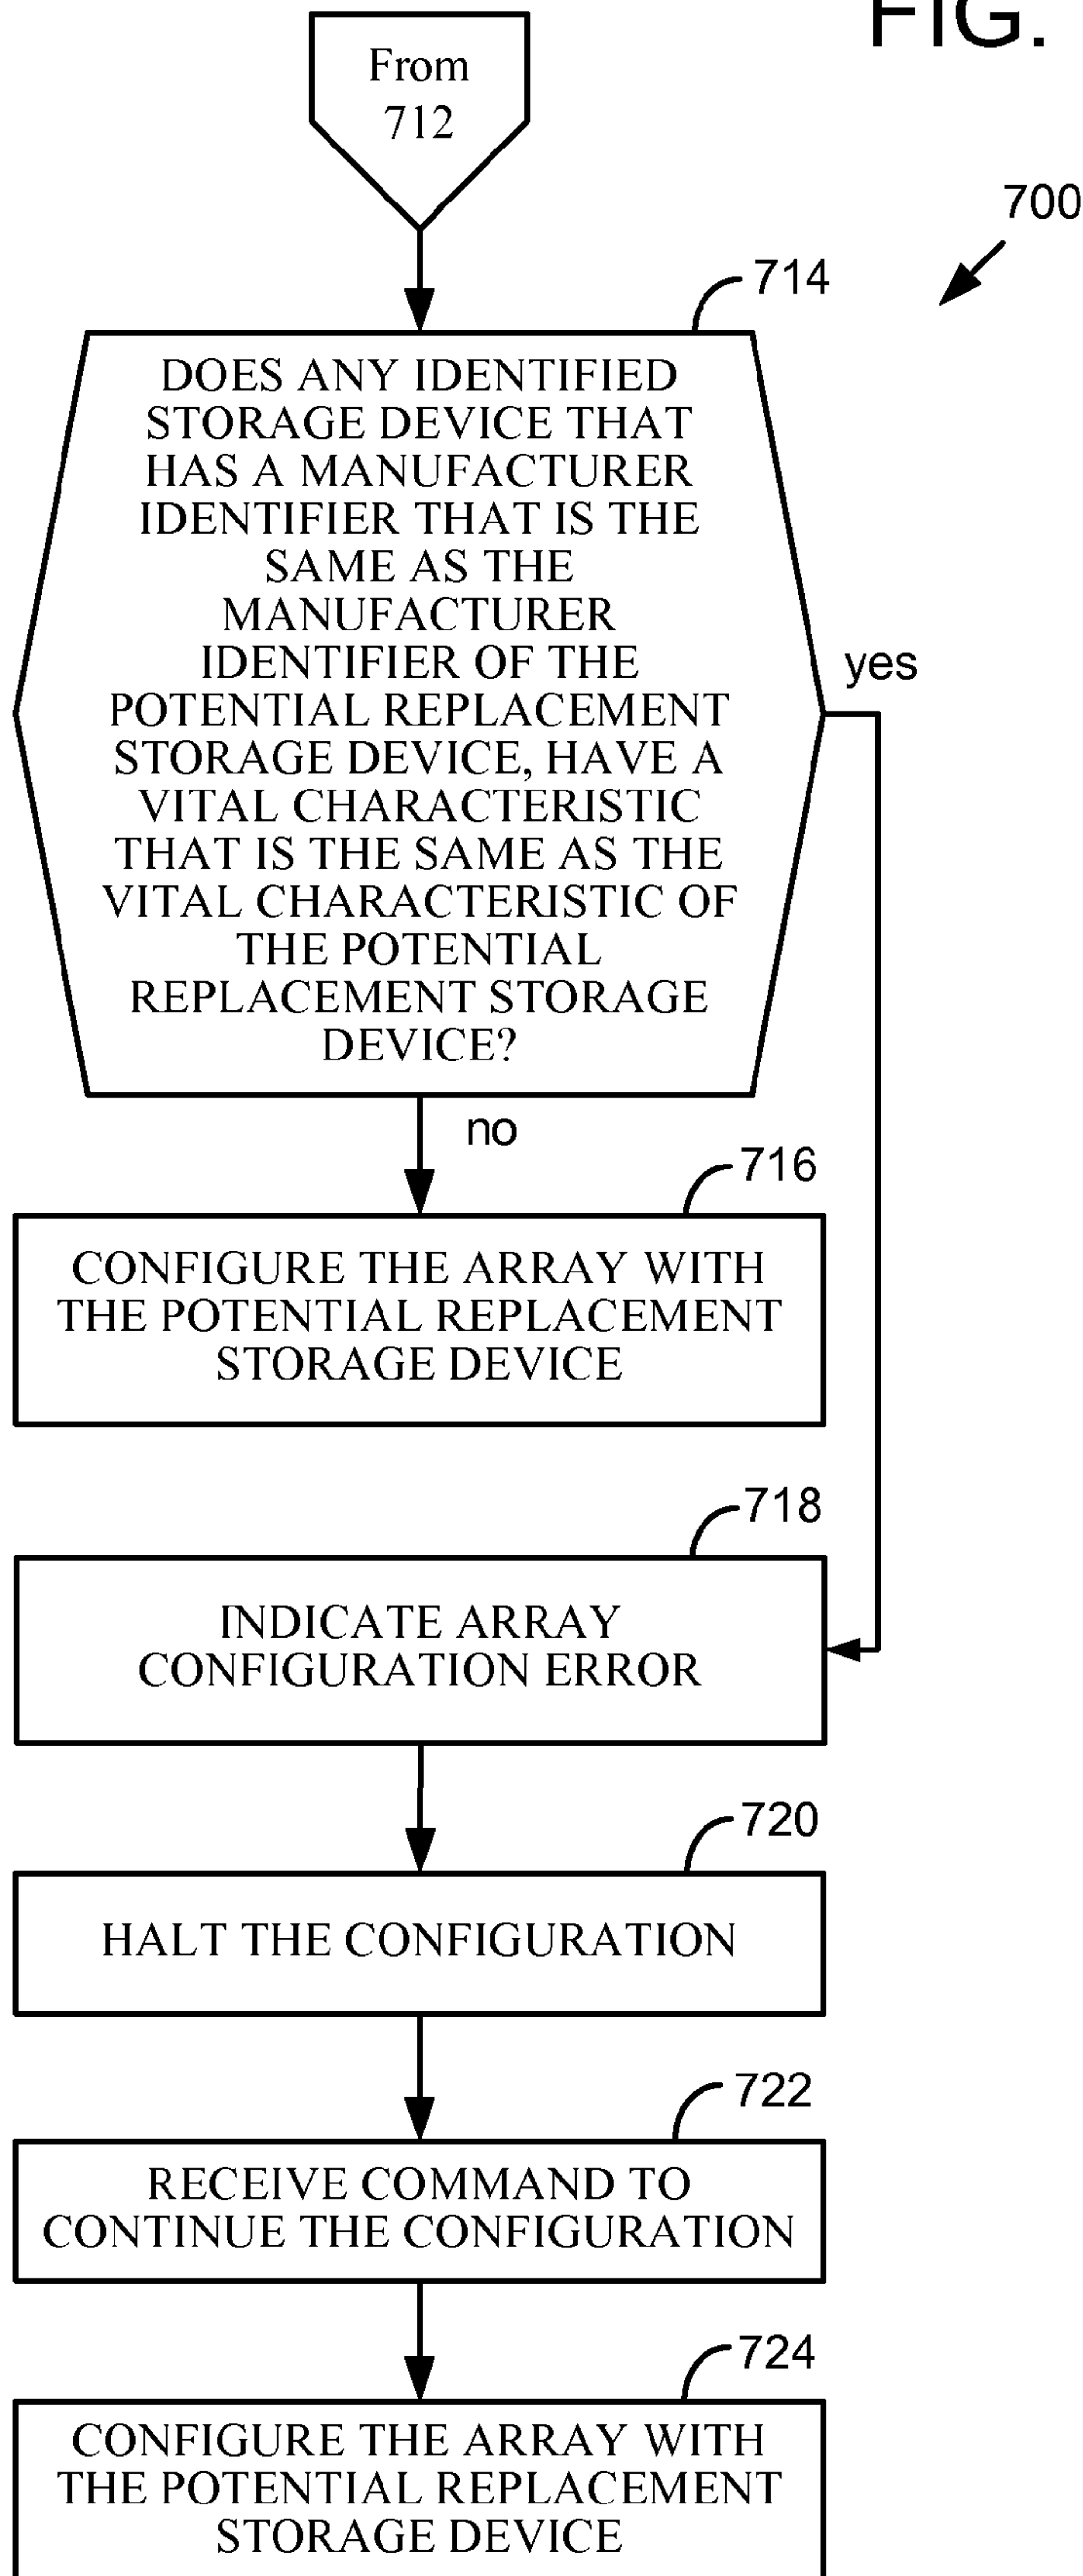 FIG.
From
712
700
714
DOES ANY IDENTIFIED
STORAGE DEVICE THAT
HAS A MANUFACTURER
IDENTIFIER THAT IS THE
SAME AS THE
MANUFACTURER
IDENTIFIER OF THE
POTENTIAL REPLACEMENT
STORAGE DEVICE, HAVE A
VITAL CHARACTERISTIC
THAT IS THE SAME AS THE
VITAL CHARACTERISTIC OF
THE POTENTIAL
REPLACEMENT STORAGE
DEVICE?
yes
no
716
CONFIGURE THE ARRAY WITH
THE POTENTIAL REPLACEMENT
STORAGE DEVICE
718
INDICATE ARRAY
CONFIGURATION ERROR
720
HALT THE CONFIGURATION
722
RECEIVE COMMAND TO
CONTINUE THE CONFIGURATION
724
CONFIGURE THE ARRAY WITH
THE POTENTIAL REPLACEMENT
STORAGE DEVICE